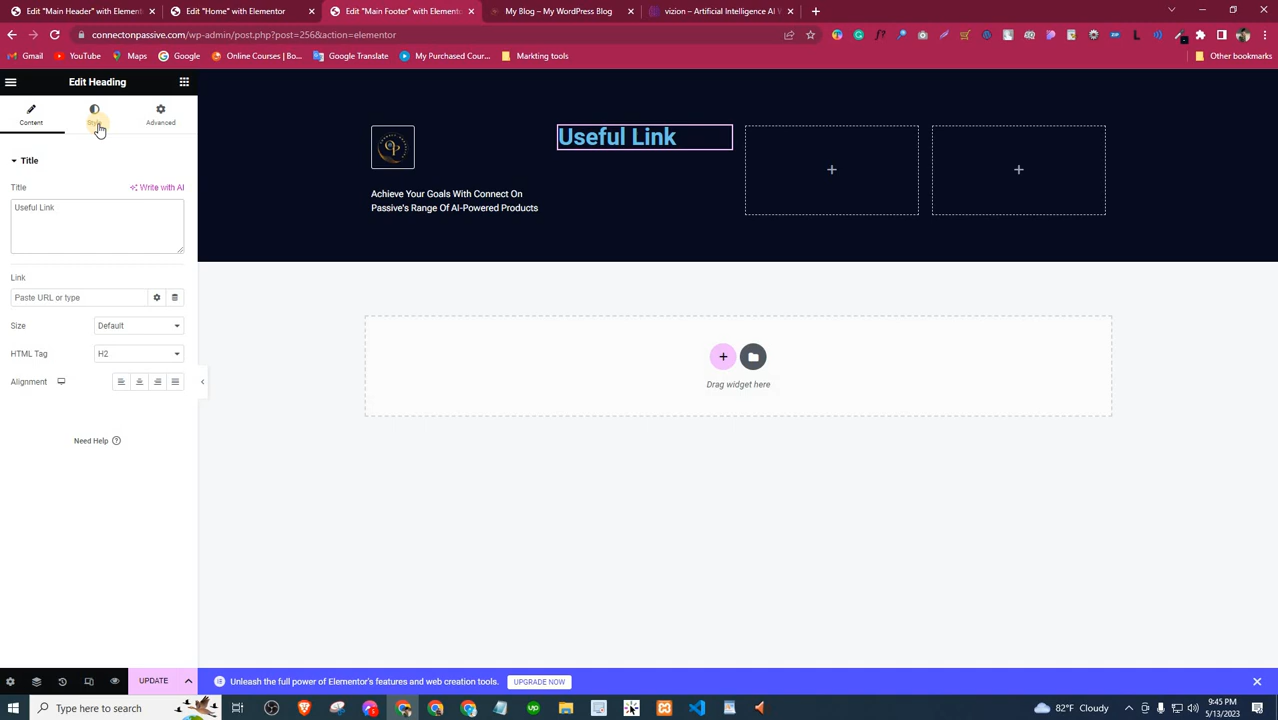 Edit "Main Header" with Element
Edit "Home" with Elementor
Edit "Main Footer" with Elementor
My Blog – My WordPress Blog
vizion – Artificial Intelligence AI W
connectonpassive.com/wp-admin/post.php?post=256&action=elementor
Gmail
YouTube
Maps
Google
Online Courses | Bo...
Google Translate
My Purchased Cour...
Markting tools
Other bookmarks
Edit Heading
Content
Style
Advanced
Title
Title
Write with AI
Useful Link
Link
Paste URL or type
Size
Default
HTML Tag
H2
Alignment
Need Help
Useful Link
Achieve Your Goals With Connect On
Passive's Range Of AI-Powered Products
Drag widget here
UPDATE
Unleash the full power of Elementor's features and web creation tools.
UPGRADE NOW
Type here to search
82°F Cloudy
9:45 PM
5/13/2023